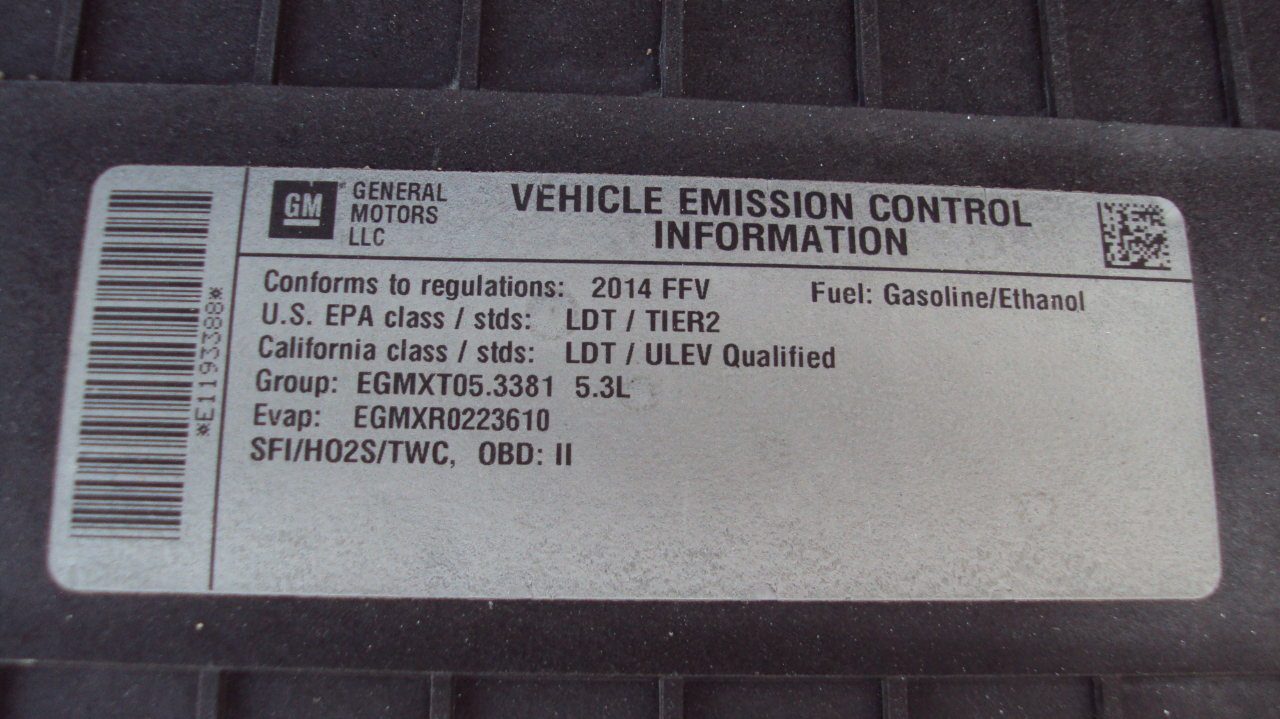 GM GENERAL MOTORS LLC
VEHICLE EMISSION CONTROL
INFORMATION
Conforms to regulations: 2014 FFV Fuel: Gasoline/Ethanol
U.S. EPA class / stds: LDT / TIER2
California class / stds: LDT / ULEV Qualified
Group: EGMXT05.3381 5.3L
Evap: EGMXR0223610
SFI/HO2S/TWC, OBD: II
*E1193388*